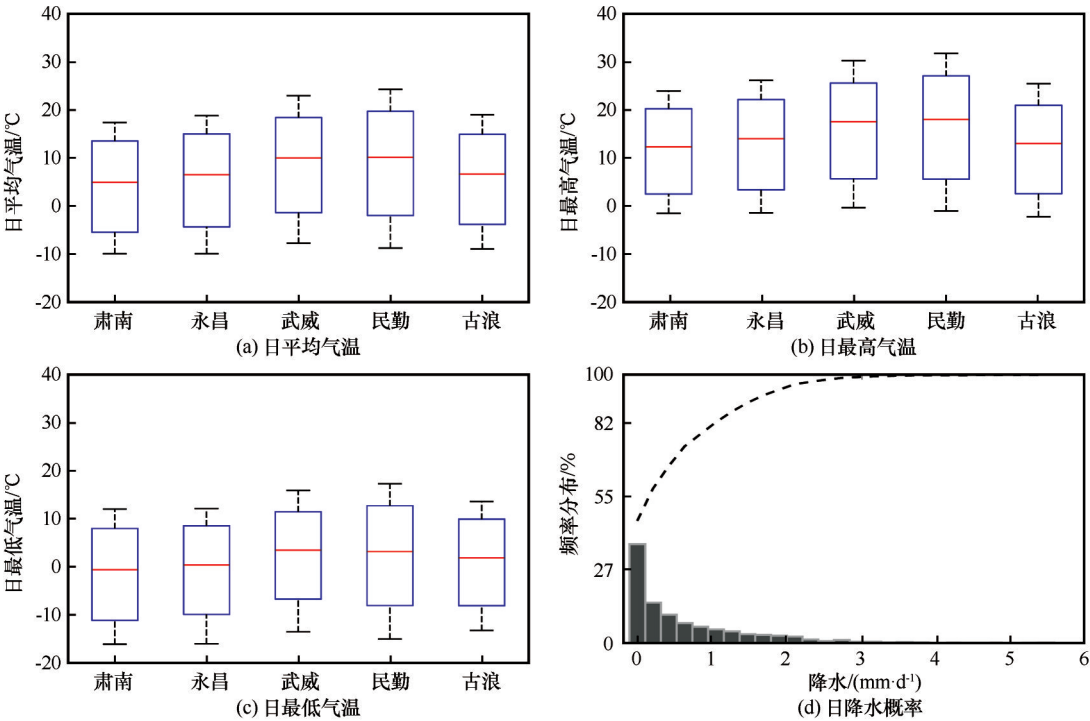 40
30
20
10
0
-10
-20
日平均气温/℃
肃南 永昌 武威 民勤 古浪
(a) 日平均气温
40
30
20
10
0
-10
-20
日最高气温/℃
肃南 永昌 武威 民勤 古浪
(b) 日最高气温
40
30
20
10
0
-10
-20
日最低气温/℃
肃南 永昌 武威 民勤 古浪
(c) 日最低气温
100
82
55
27
0
频率分布/%
0 1 2 3 4 5 6
降水/(mm·d⁻¹)
(d) 日降水概率